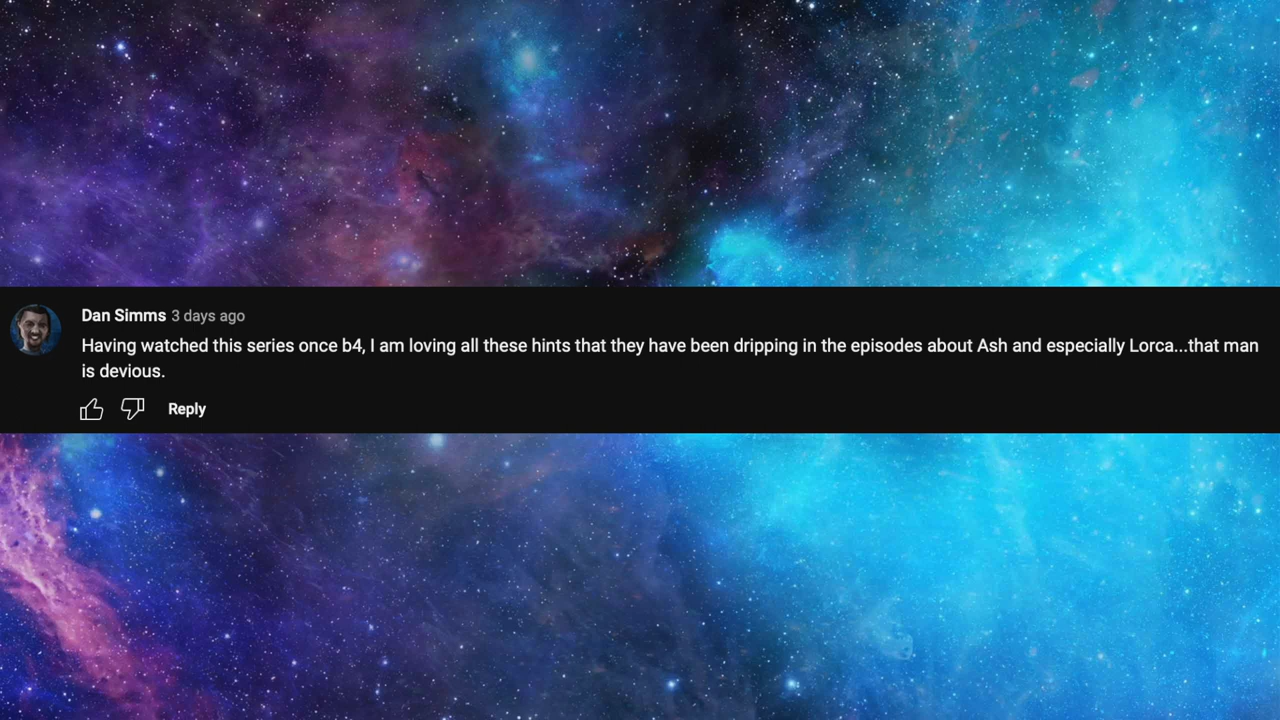 Dan Simms 3 days ago
Having watched this series once b4, I am loving all these hints that they have been dripping in the episodes about Ash and especially Lorca...that man
is devious.
Reply